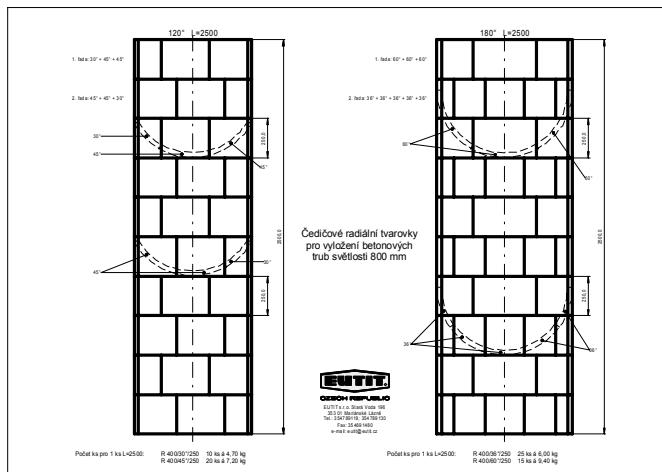 120° L=2500
1. řada: 30° + 45° + 45°
2. řada: 45° + 45° + 30°
30°
45°
45°
250,0
2500,0
45°
30°
250,0
180° L=2500
1. řada: 60° + 60° + 60°
2. řada: 36° + 36° + 36° + 36° + 36°
60°
60°
250,0
2500,0
250,0
36°
36°
Čedičové radiální tvarovky
pro vyložení betonových
trub světlosti 800 mm
EUTIT.
CZECH REPUBLIC
EUTIT s.r.o. Stará Voda 196
353 01 Mariánské Lázně
Tel.: 354789119, 354789130
Fax: 354691480
e-mail: eutit@eutit.cz
Počet ks pro 1 ks L=2500: R 400/30°/250 10 ks á 4,70 kg
R 400/45°/250 20 ks á 7,20 kg
Počet ks pro 1 ks L=2500: R 400/36°/250 25 ks á 6,00 kg
R 400/60°/250 15 ks á 9,40 kg